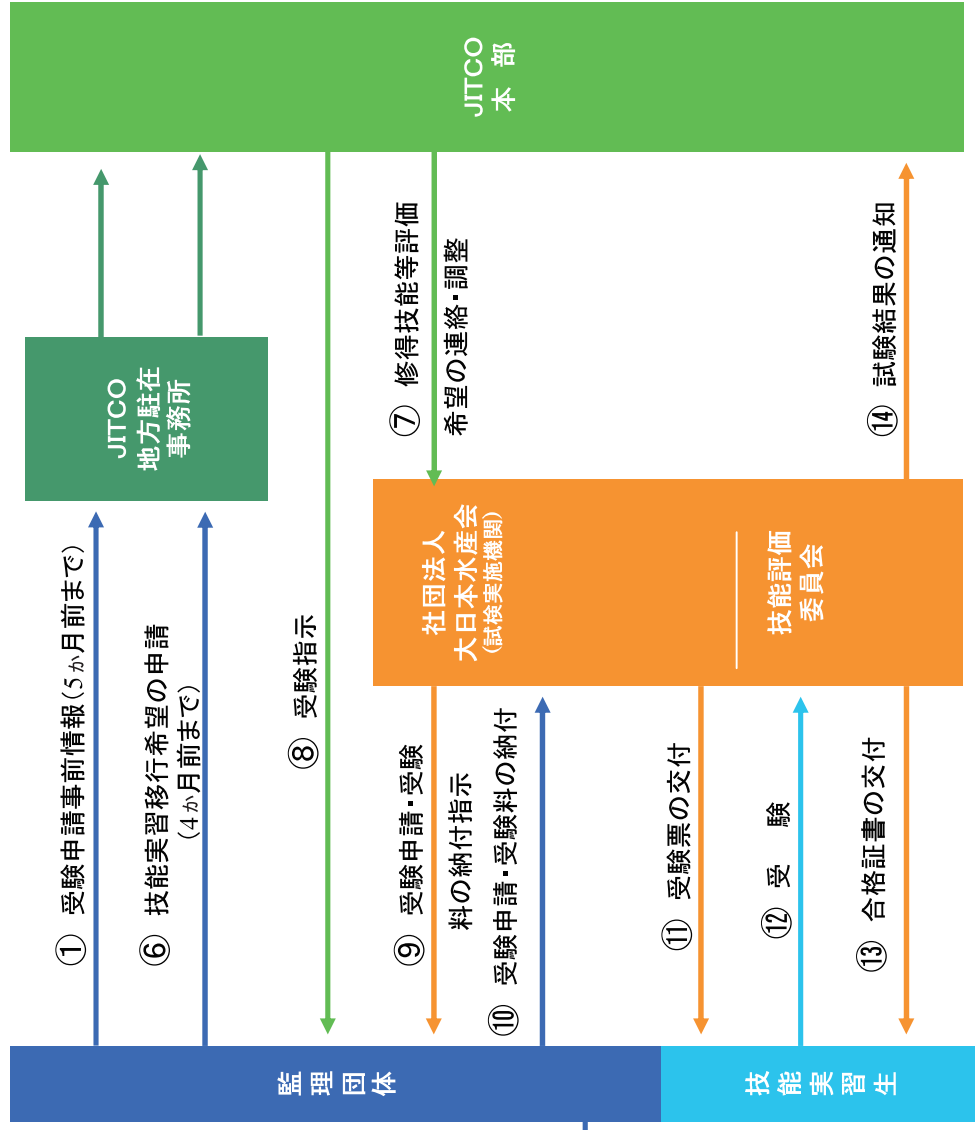 JITCO
本部
JITCO
地方駐在
事務所
① 受験申請事前情報(5か月前まで)
⑥ 技能実習移行希望の申請
(4か月前まで)
⑧ 受験指示
⑦ 修得技能等評価
希望の連絡・調整
社団法人
大日本水産会
(試検実施機関)
技能評価
委員会
⑨ 受験申請・受験
料の納付指示
⑩ 受験申請・受験料の納付
⑪ 受験票の交付
⑫ 受 験
⑬ 合格証書の交付
⑭ 試験結果の通知
監理団体
技能実習生